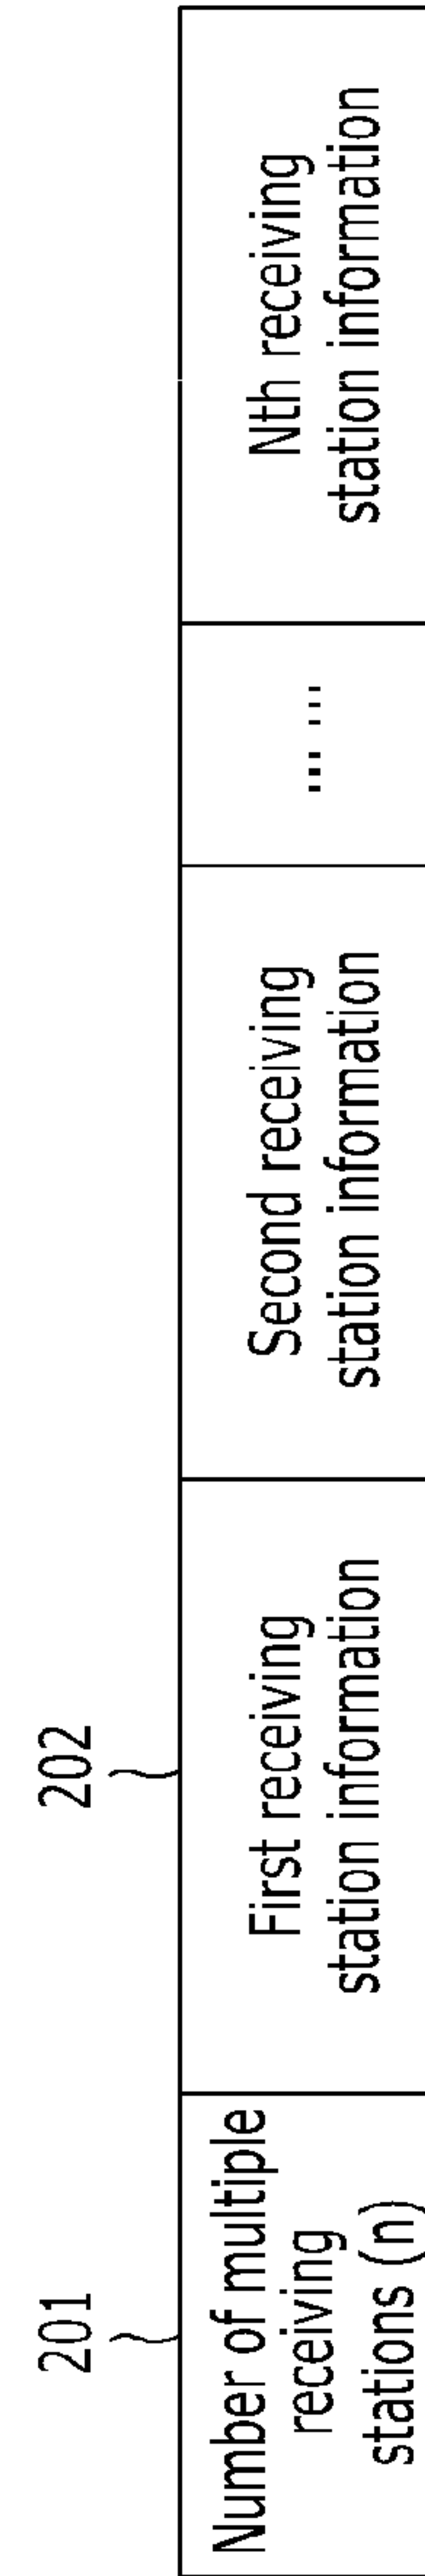 201
202
Number of multiple
receiving
stations (n)
First receiving
station information
Second receiving
station information
... ...
Nth receiving
station information